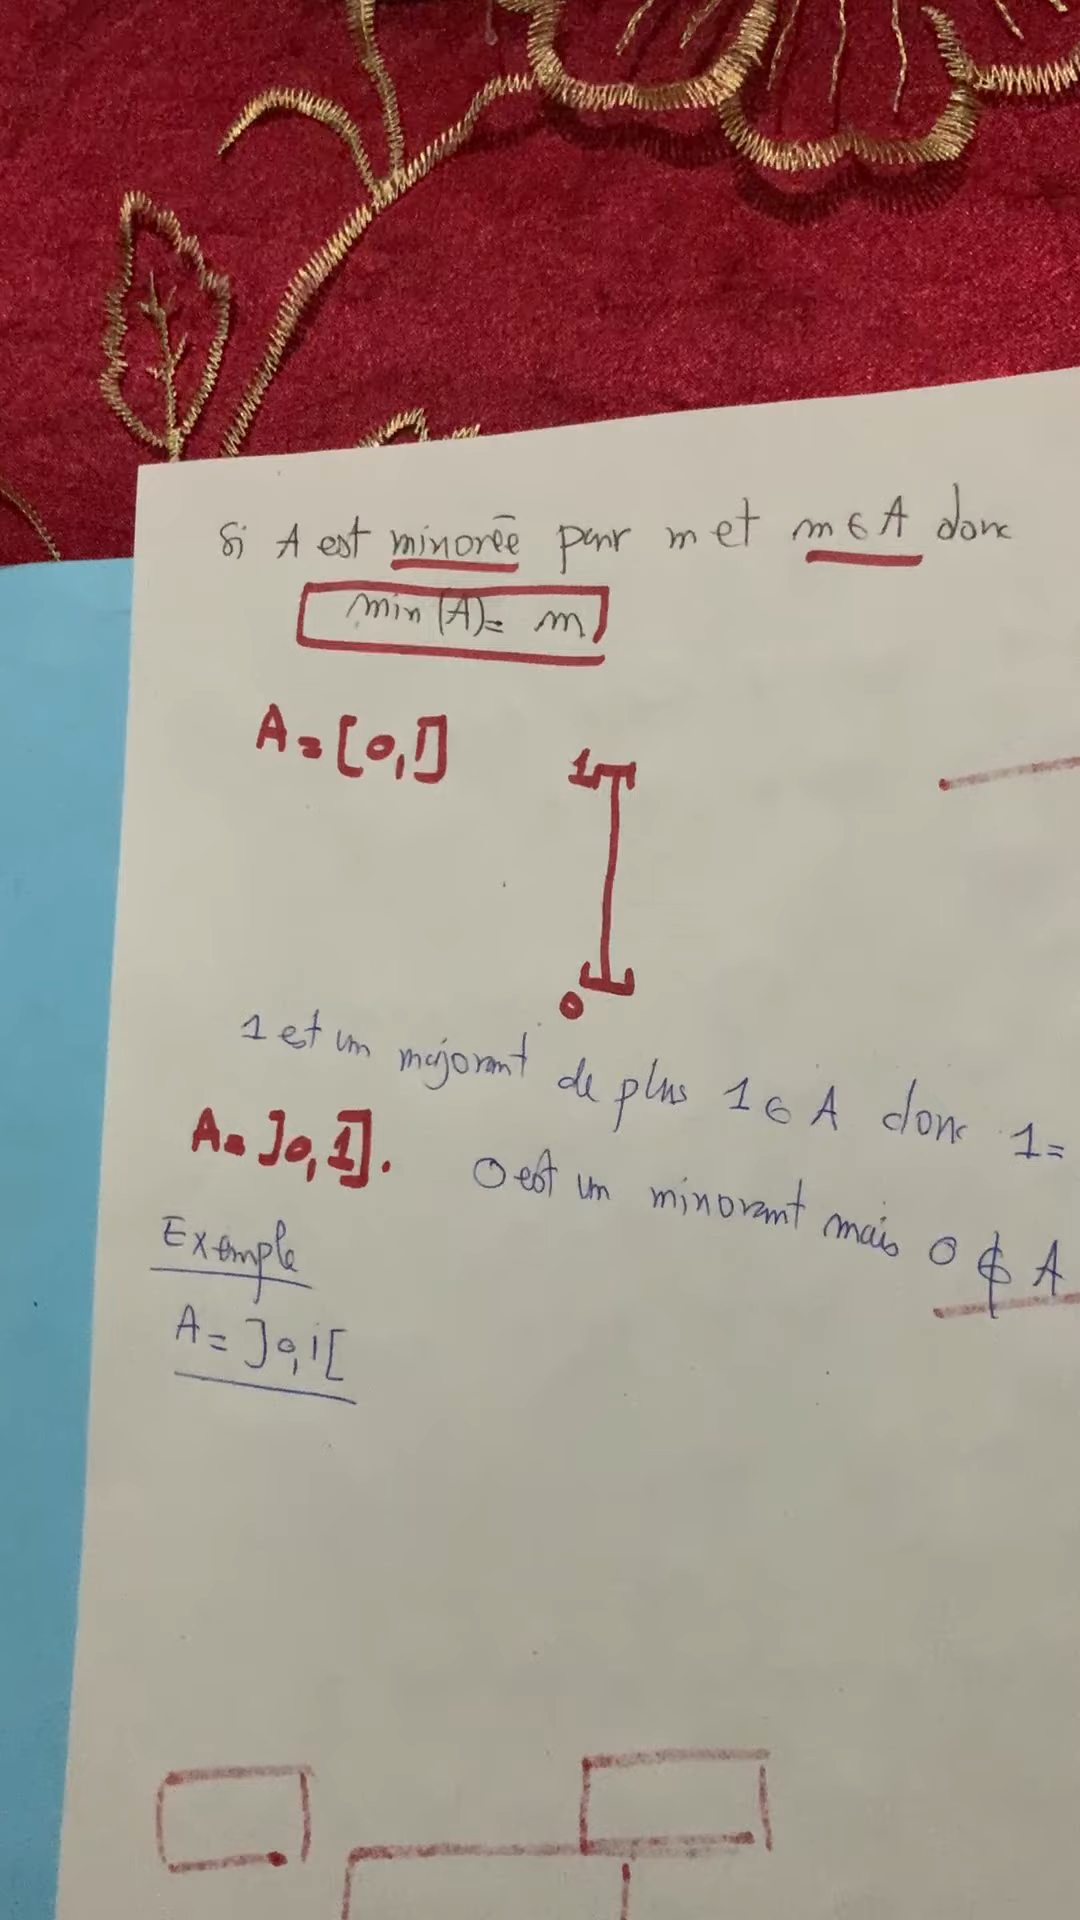 Si A est minorée par m et m ∈ A donc
min (A) = m
A = [0,1]
1
0
1 est un majorant de plus 1 ∈ A donc 1 =
A = ]0,1].
0 est un minorant mais 0 ∉ A
Exemple
A = ]0,1[